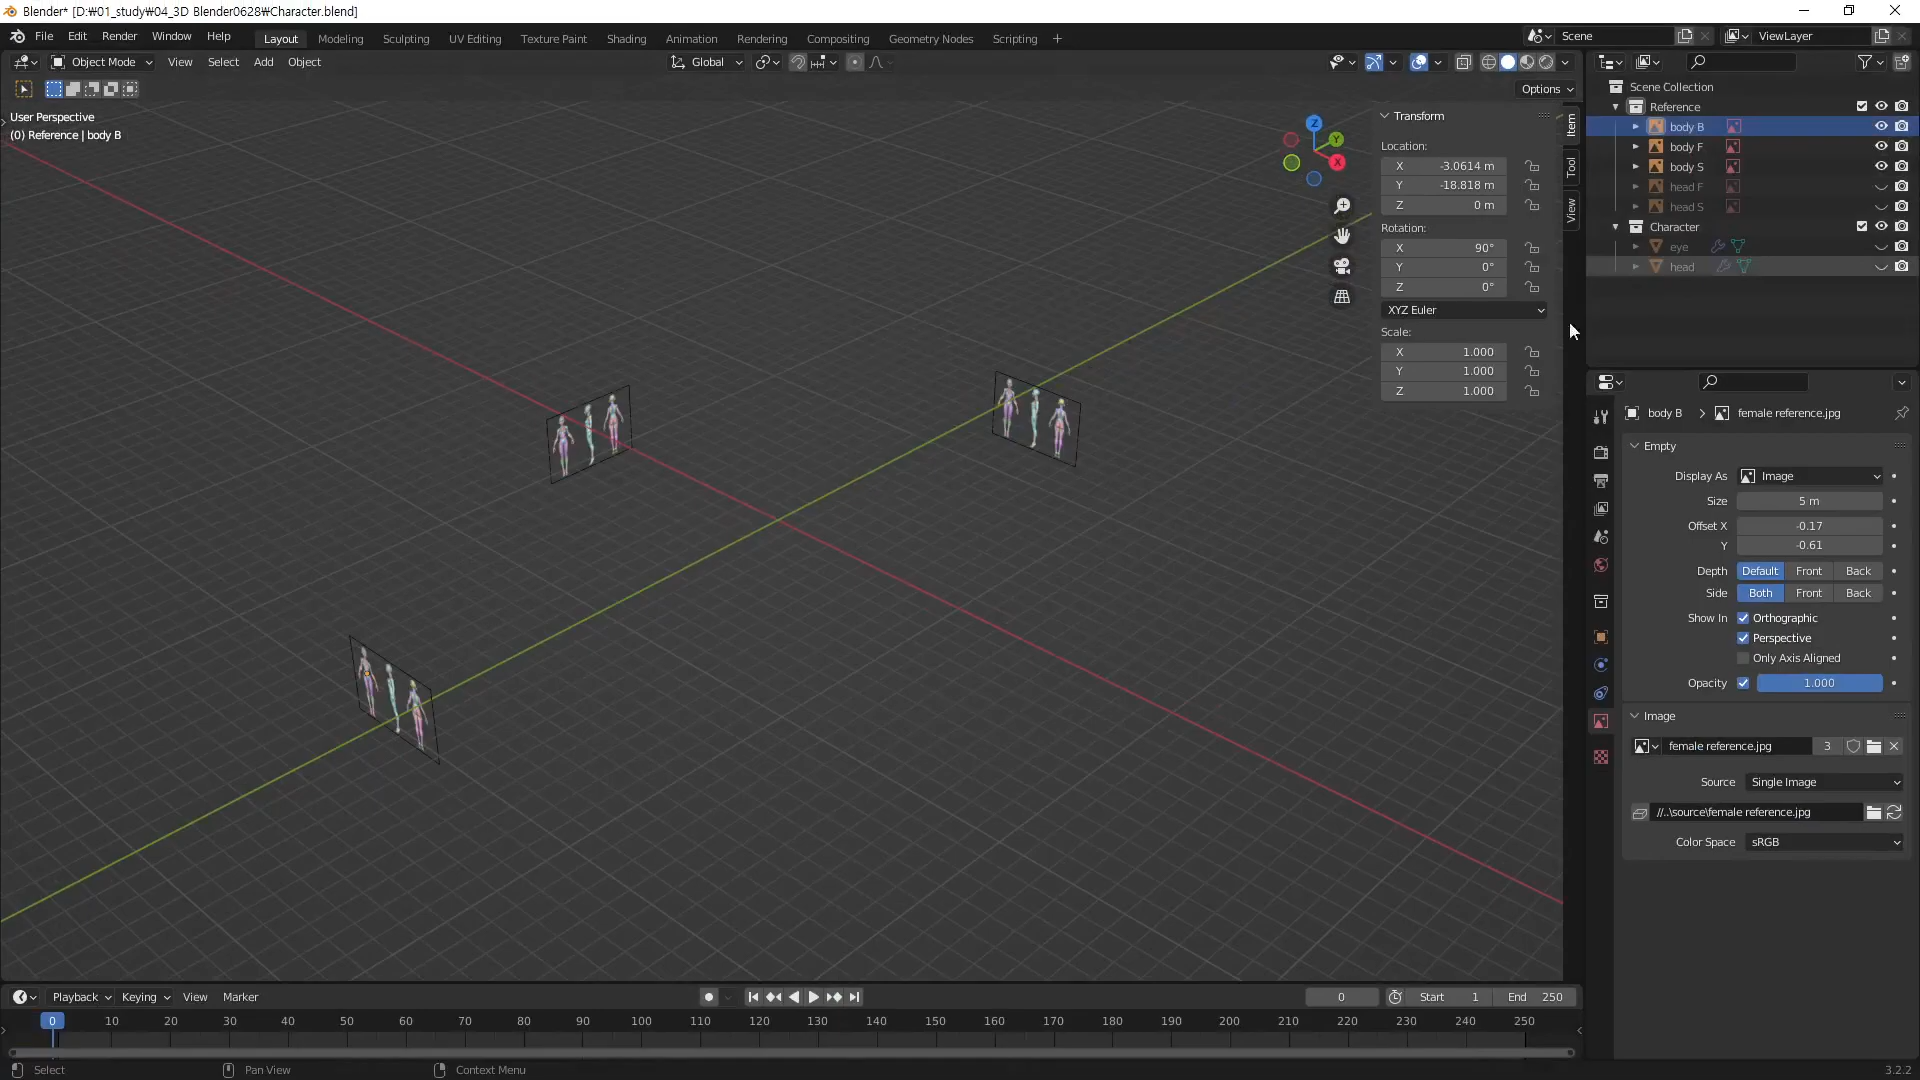 Blender* [D:₩01_study₩04_3D Blender0628₩Character.blend]
File Edit Render Window Help Layout Modeling Sculpting UV Editing Texture Paint Shading Animation Rendering Compositing Geometry Nodes Scripting + Scene ViewLayer
Object Mode View Select Add Object Global
Options
User Perspective
(0) Reference | body B
Z
Y
X
Transform
Location:
X -3.0614 m
Y -18.818 m
Z 0 m
Rotation:
X 90°
Y 0°
Z 0°
XYZ Euler
Scale:
X 1.000
Y 1.000
Z 1.000
Item
Tool
View
Scene Collection
Reference
body B
body F
body S
head F
head S
Character
eye
head
body B > female reference.jpg
Empty
Display As Image
Size 5 m
Offset X -0.17
Y -0.61
Depth Default Front Back
Side Both Front Back
Show In Orthographic
Perspective
Only Axis Aligned
Opacity 1.000
Image
female reference.jpg 3
Source Single Image
//..\source\female reference.jpg
Color Space sRGB
Playback Keying View Marker 0 Start 1 End 250
0 10 20 30 40 50 60 70 80 90 100 110 120 130 140 150 160 170 180 190 200 210 220 230 240 250
Select Pan View Context Menu 3.2.2